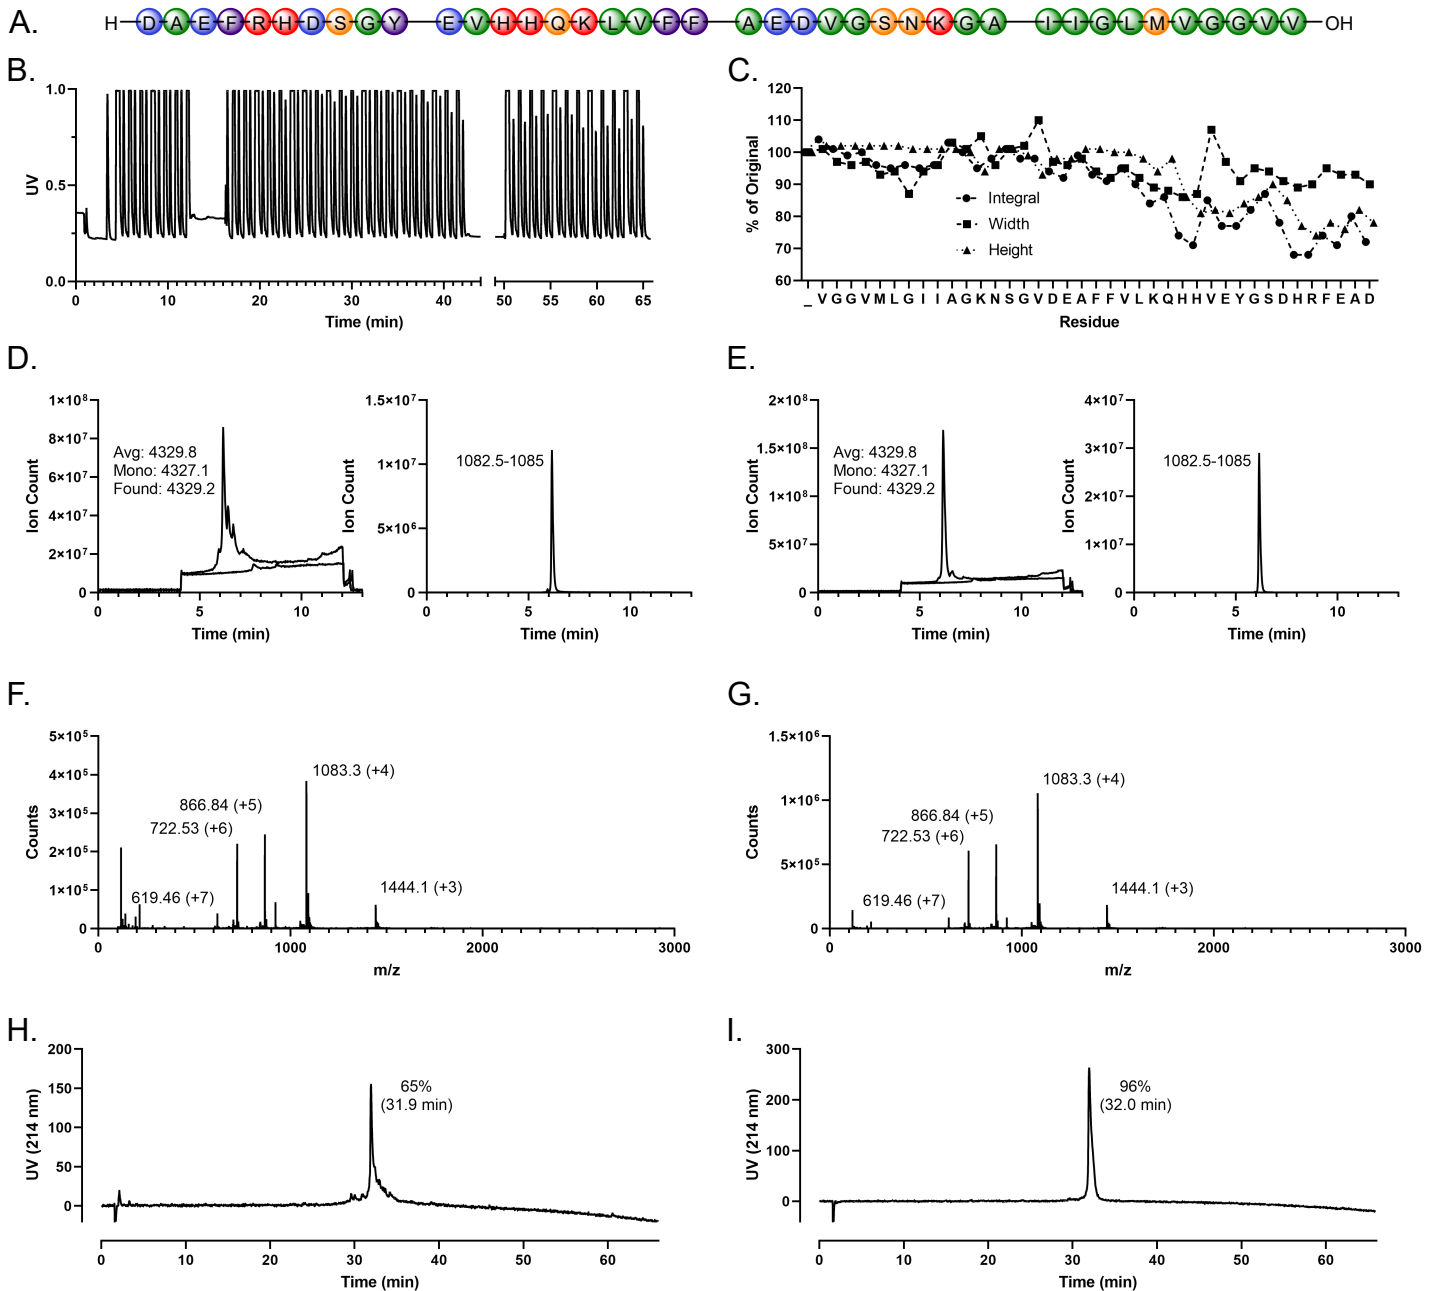 A. H D A E F R H D S G Y E V H H Q K L V F F A E D V G S N K G A I I G L M V G G V V OH
B.
1.0
0.5
0.0
UV
0 10 20 30 40 50 55 60 65
Time (min)
C.
120
110
100
90
80
70
60
% of Original
Integral
Width
Height
_ V G G V M L G I I A G K N S G V D E A F F V L K Q H H V E Y G S D H R F E A D
Residue
D.
1×10⁸
8×10⁷
6×10⁷
4×10⁷
2×10⁷
0
Ion Count
Avg: 4329.8
Mono: 4327.1
Found: 4329.2
0 5 10
Time (min)
1.5×10⁷
1×10⁷
5×10⁶
0
Ion Count
1082.5-1085
0 5 10
Time (min)
E.
2×10⁸
1.5×10⁸
1×10⁸
5×10⁷
0
Ion Count
Avg: 4329.8
Mono: 4327.1
Found: 4329.2
0 5 10
Time (min)
4×10⁷
3×10⁷
2×10⁷
1×10⁷
0
Ion Count
1082.5-1085
0 5 10
Time (min)
F.
5×10⁵
4×10⁵
3×10⁵
2×10⁵
1×10⁵
0
Counts
1083.3 (+4)
866.84 (+5)
722.53 (+6)
619.46 (+7)
1444.1 (+3)
0 1000 2000 3000
m/z
G.
1.5×10⁶
1×10⁶
5×10⁵
0
Counts
1083.3 (+4)
866.84 (+5)
722.53 (+6)
619.46 (+7)
1444.1 (+3)
0 1000 2000 3000
m/z
H.
200
150
100
50
0
UV (214 nm)
65%
(31.9 min)
0 10 20 30 40 50 60
Time (min)
I.
300
200
100
0
UV (214 nm)
96%
(32.0 min)
0 10 20 30 40 50 60
Time (min)